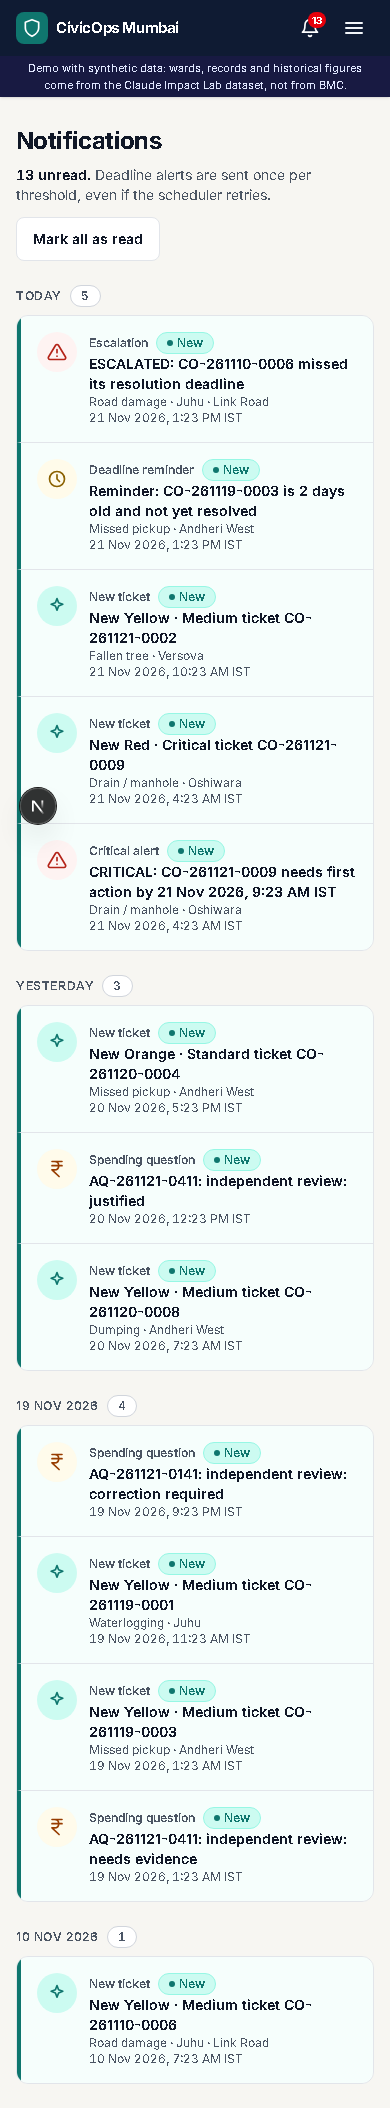 CivicOps Mumbai
13
Demo with synthetic data: wards, records and historical figures
come from the Claude Impact Lab dataset, not from BMC.
Notifications
13 unread. Deadline alerts are sent once per
threshold, even if the scheduler retries.
Mark all as read
TODAY 5
Escalation New
ESCALATED: CO-261110-0006 missed
its resolution deadline
Road damage · Juhu · Link Road
21 Nov 2026, 1:23 PM IST
Deadline reminder New
Reminder: CO-261119-0003 is 2 days
old and not yet resolved
Missed pickup · Andheri West
21 Nov 2026, 1:23 PM IST
New ticket New
New Yellow · Medium ticket CO-
261121-0002
Fallen tree · Versova
21 Nov 2026, 10:23 AM IST
New ticket New
New Red · Critical ticket CO-261121-
0009
Drain / manhole · Oshiwara
21 Nov 2026, 4:23 AM IST
N
Critical alert New
CRITICAL: CO-261121-0009 needs first
action by 21 Nov 2026, 9:23 AM IST
Drain / manhole · Oshiwara
21 Nov 2026, 4:23 AM IST
YESTERDAY 3
New ticket New
New Orange · Standard ticket CO-
261120-0004
Missed pickup · Andheri West
20 Nov 2026, 5:23 PM IST
₹
Spending question New
AQ-261121-0411: independent review:
justified
20 Nov 2026, 12:23 PM IST
New ticket New
New Yellow · Medium ticket CO-
261120-0008
Dumping · Andheri West
20 Nov 2026, 7:23 AM IST
19 NOV 2026 4
₹
Spending question New
AQ-261121-0141: independent review:
correction required
19 Nov 2026, 9:23 PM IST
New ticket New
New Yellow · Medium ticket CO-
261119-0001
Waterlogging · Juhu
19 Nov 2026, 11:23 AM IST
New ticket New
New Yellow · Medium ticket CO-
261119-0003
Missed pickup · Andheri West
19 Nov 2026, 1:23 AM IST
₹
Spending question New
AQ-261121-0411: independent review:
needs evidence
19 Nov 2026, 1:23 AM IST
10 NOV 2026 1
New ticket New
New Yellow · Medium ticket CO-
261110-0006
Road damage · Juhu · Link Road
10 Nov 2026, 7:23 AM IST